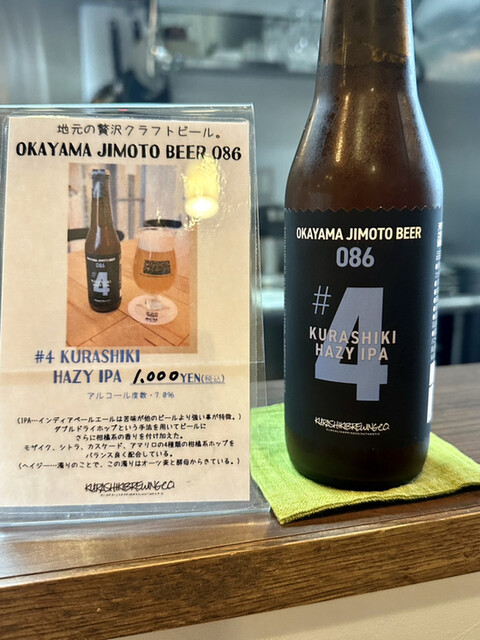 地元の贅沢クラフトビール。
OKAYAMA JIMOTO BEER 086
OKAYAMA JIMOTO BEER
086
#4
#4 KURASHIKI
HAZY IPA 1,000YEN(税込)
アルコール度数・7.0%
(IPA…インディアペールエールは苦味が他のビールより強い事が特徴。)
ダブルドライホップという手法を用いてビールに
さらに柑橘系の香りを付け加えた。
モザイク、シトラ、カスケード、アマリロの4種類の柑橘系ホップを
バランス良く配合している。
(ヘイジー……濁りのことで、この濁りはオーツ麦と酵母からきている。)
KURASHIKIBREWING CO.
OKAYAMA JIMOTO BEER
086
#4
KURASHIKI
HAZY IPA
KURASHIKIBREWING CO.